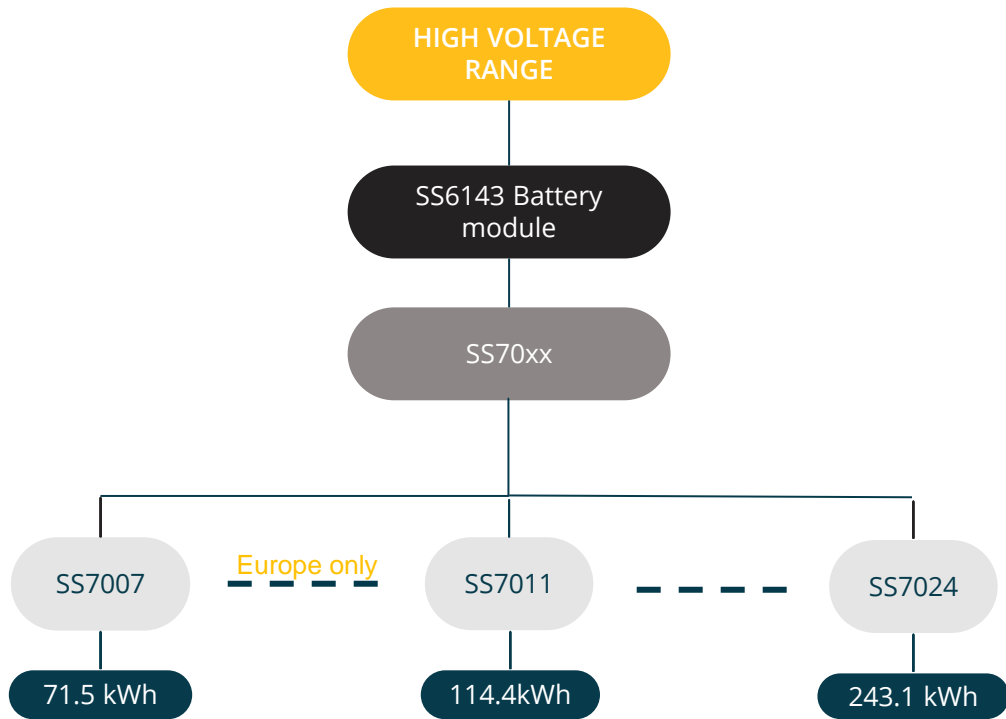 HIGH VOLTAGE
RANGE
SS6143 Battery
module
SS70xx
SS7007
Europe only
SS7011
SS7024
71.5 kWh
114.4kWh
243.1 kWh